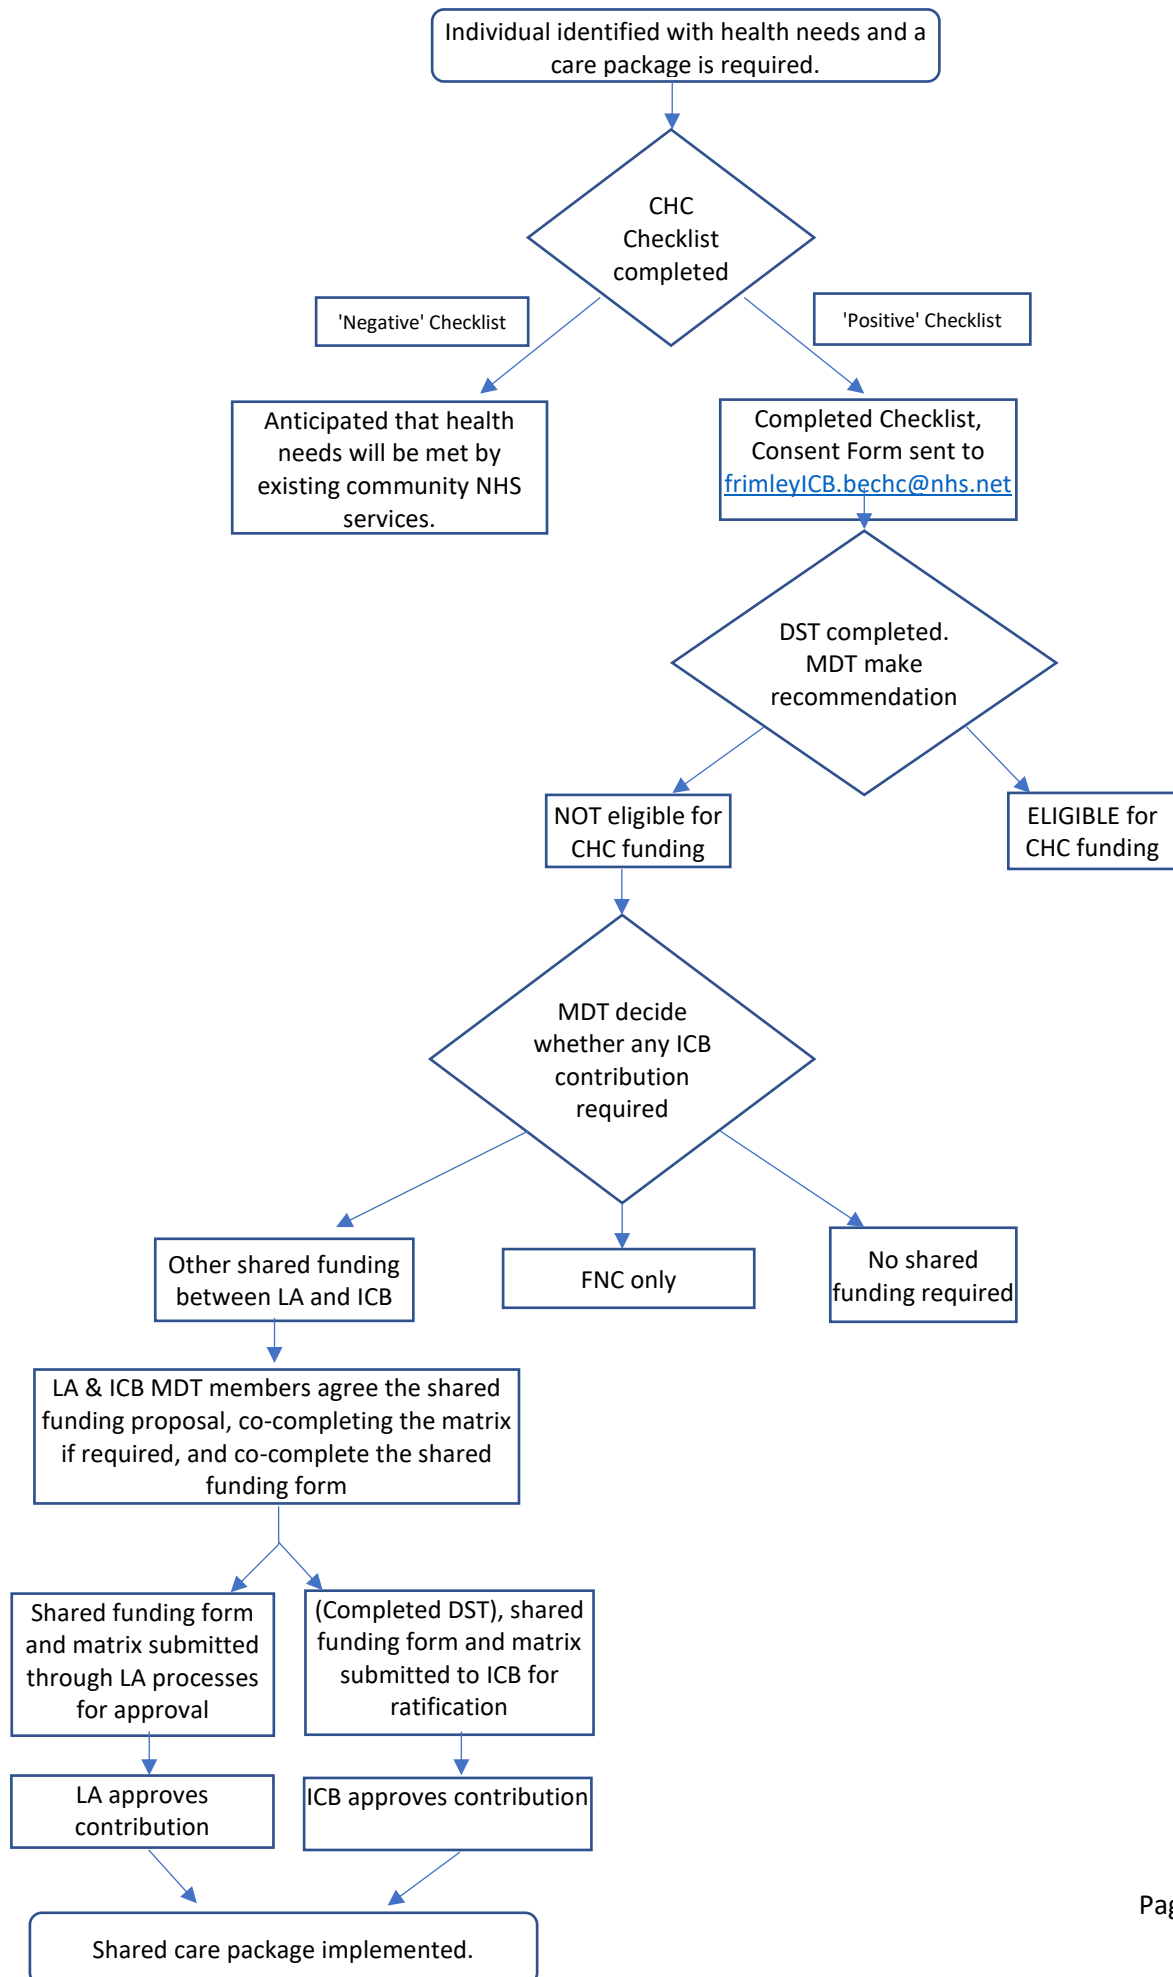 Individual identified with health needs and a
care package is required.
CHC
Checklist
completed
'Negative' Checklist
'Positive' Checklist
Anticipated that health
needs will be met by
existing community NHS
services.
Completed Checklist,
Consent Form sent to
frimleyICB.bechc@nhs.net
DST completed.
MDT make
recommendation
NOT eligible for
CHC funding
ELIGIBLE for
CHC funding
MDT decide
whether any ICB
contribution
required
Other shared funding
between LA and ICB
FNC only
No shared
funding required
LA & ICB MDT members agree the shared
funding proposal, co-completing the matrix
if required, and co-complete the shared
funding form
Shared funding form
and matrix submitted
through LA processes
for approval
(Completed DST), shared
funding form and matrix
submitted to ICB for
ratification
LA approves
contribution
ICB approves contribution
Shared care package implemented.
Pag